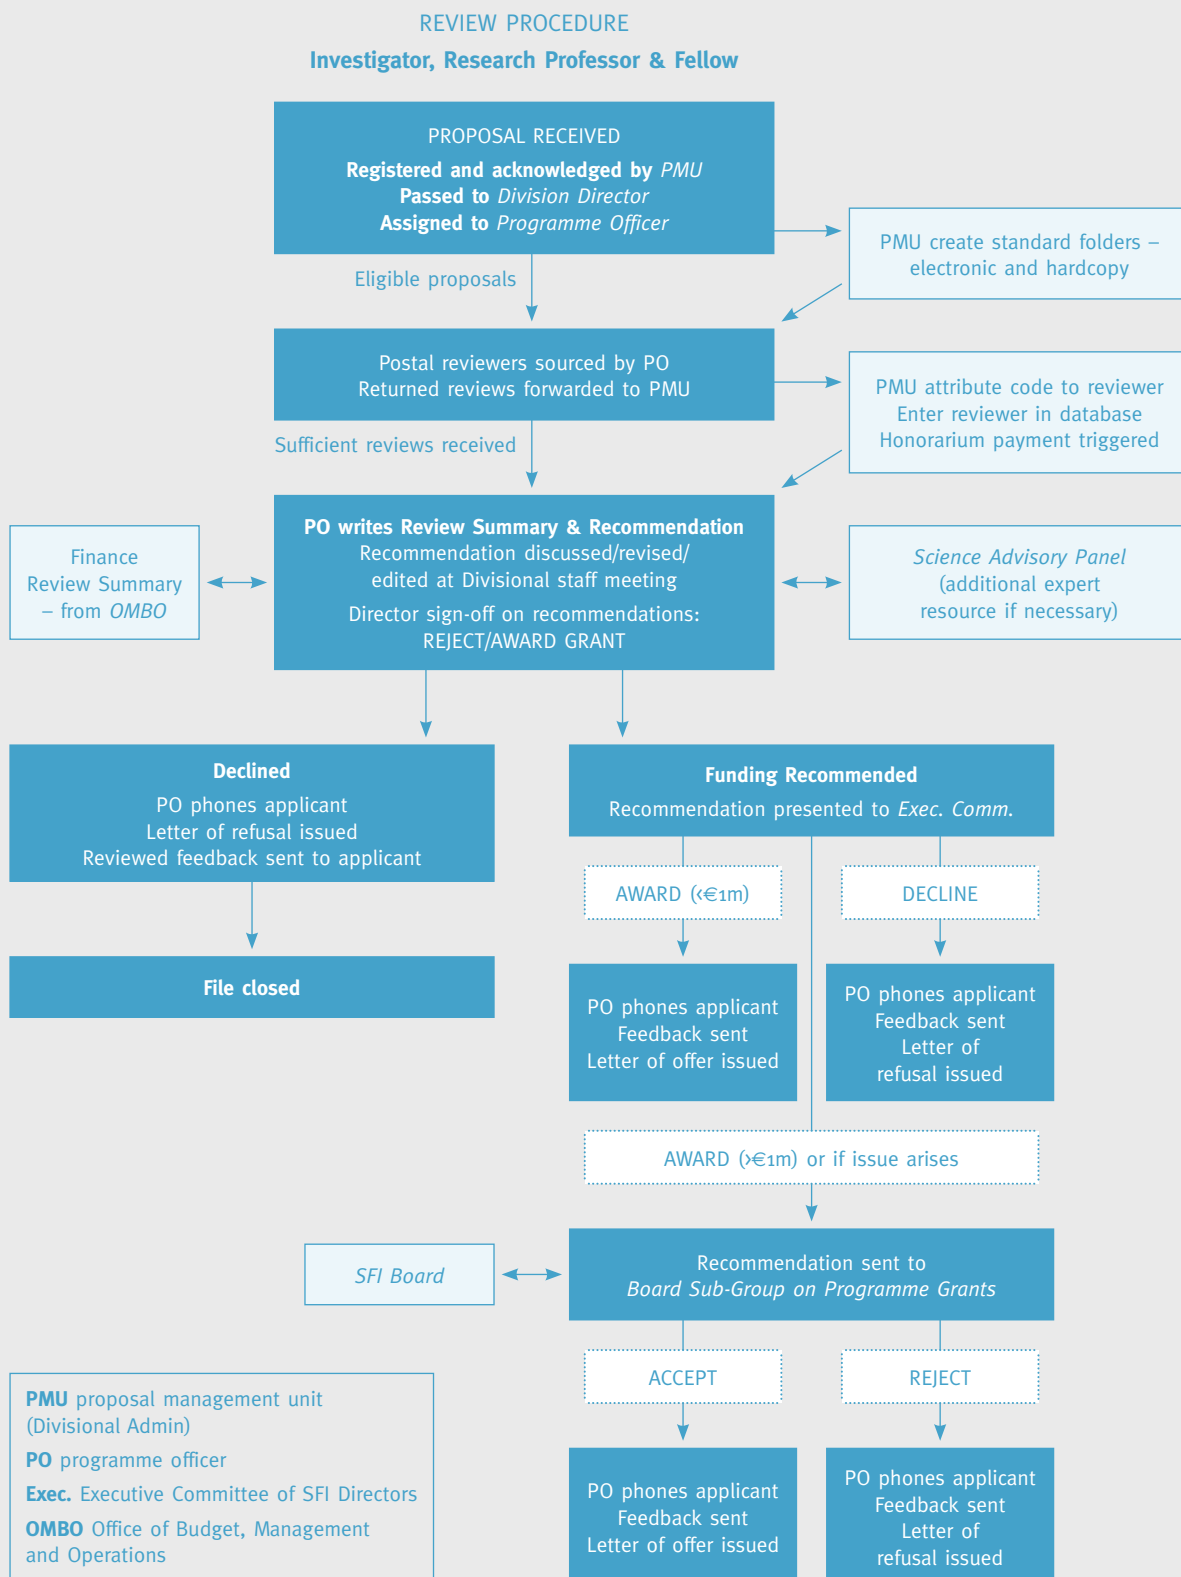 REVIEW PROCEDURE
Investigator, Research Professor & Fellow
PROPOSAL RECEIVED
Registered and acknowledged by PMU
Passed to Division Director
Assigned to Programme Officer
PMU create standard folders –
electronic and hardcopy
Eligible proposals
Postal reviewers sourced by PO
Returned reviews forwarded to PMU
PMU attribute code to reviewer
Enter reviewer in database
Honorarium payment triggered
Sufficient reviews received
Finance
Review Summary
– from OMBO
PO writes Review Summary & Recommendation
Recommendation discussed/revised/
edited at Divisional staff meeting
Director sign-off on recommendations:
REJECT/AWARD GRANT
Science Advisory Panel
(additional expert
resource if necessary)
Declined
PO phones applicant
Letter of refusal issued
Reviewed feedback sent to applicant
File closed
Funding Recommended
Recommendation presented to Exec. Comm.
AWARD (<€1m)
DECLINE
PO phones applicant
Feedback sent
Letter of offer issued
PO phones applicant
Feedback sent
Letter of
refusal issued
AWARD (>€1m) or if issue arises
SFI Board
Recommendation sent to
Board Sub-Group on Programme Grants
ACCEPT
REJECT
PO phones applicant
Feedback sent
Letter of offer issued
PO phones applicant
Feedback sent
Letter of
refusal issued
PMU proposal management unit
(Divisional Admin)
PO programme officer
Exec. Executive Committee of SFI Directors
OMBO Office of Budget, Management
and Operations